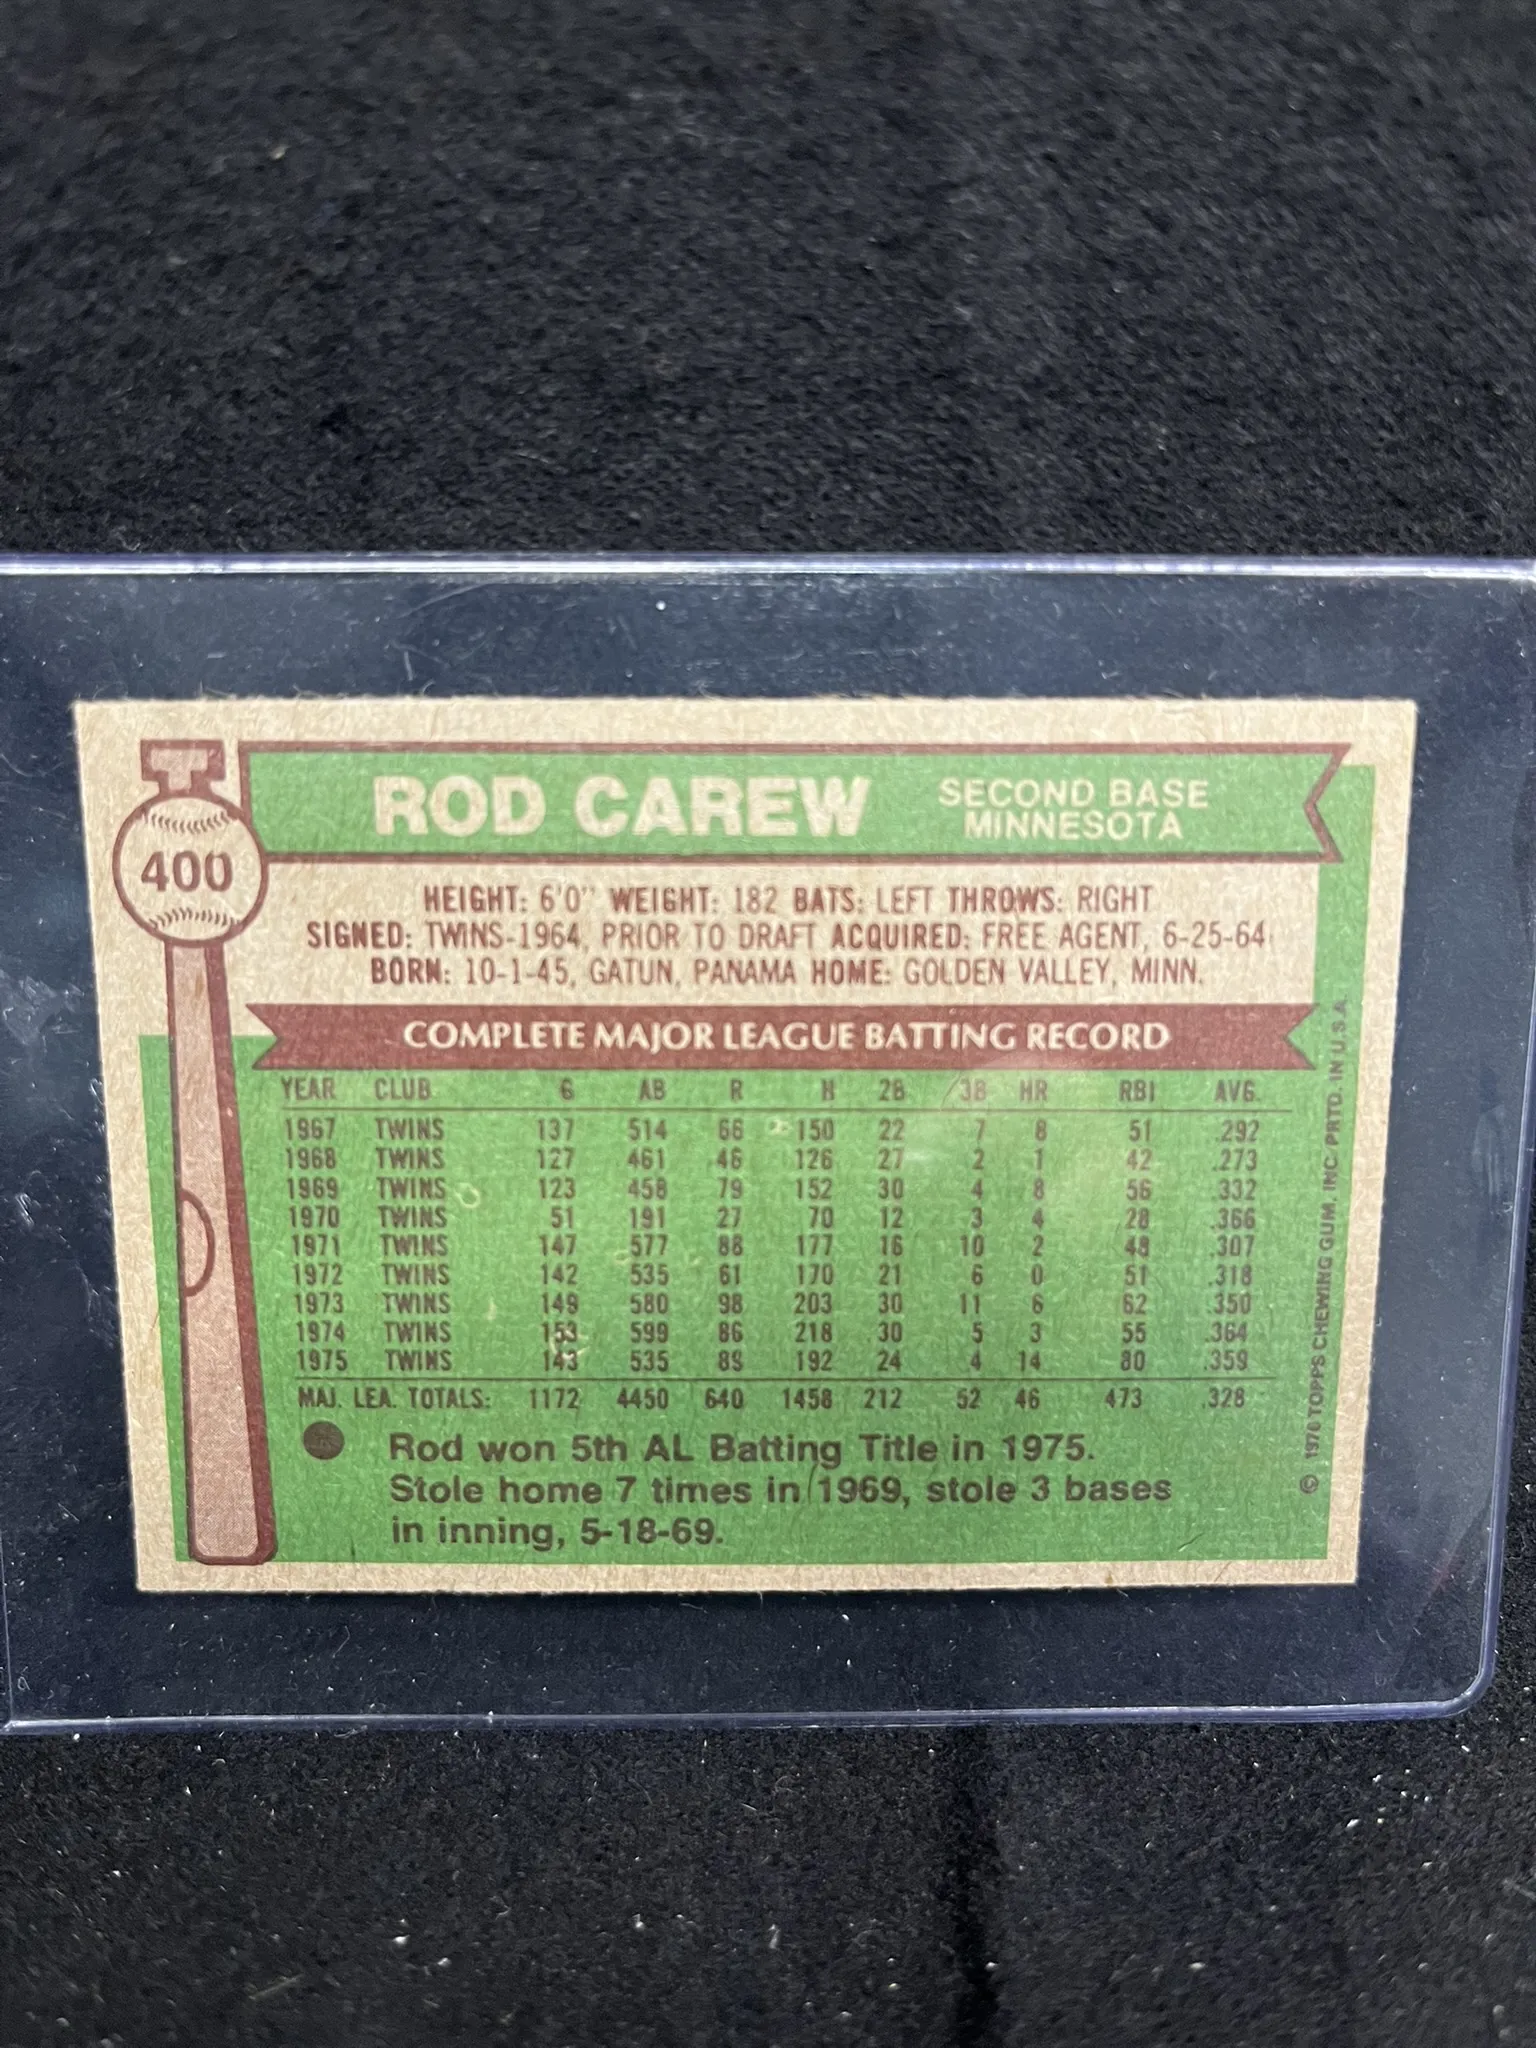 ROD CAREW SECOND BASE
MINNESOTA
400
HEIGHT: 6'0" WEIGHT: 182 BATS: LEFT THROWS: RIGHT
SIGNED: TWINS-1964, PRIOR TO DRAFT ACQUIRED: FREE AGENT, 6-25-64
BORN: 10-1-45, GATUN, PANAMA HOME: GOLDEN VALLEY, MINN.
COMPLETE MAJOR LEAGUE BATTING RECORD
YEAR CLUB G AB R H 2B 3B HR RBI AVG.
1967 TWINS 137 514 66 150 22 7 8 51 .292
1968 TWINS 127 461 46 126 27 2 1 42 .273
1969 TWINS 123 458 79 152 30 4 8 56 .332
1970 TWINS 51 191 27 70 12 3 4 28 .366
1971 TWINS 147 577 88 177 16 10 2 48 .307
1972 TWINS 142 535 61 170 21 6 0 51 .318
1973 TWINS 149 580 98 203 30 11 6 62 .350
1974 TWINS 153 599 86 218 30 5 3 55 .364
1975 TWINS 143 535 89 192 24 4 14 80 .359
MAJ. LEA. TOTALS: 1172 4450 640 1458 212 52 46 473 .328
Rod won 5th AL Batting Title in 1975.
Stole home 7 times in 1969, stole 3 bases
in inning, 5-18-69.
© 1976 TOPPS CHEWING GUM, INC. PRTD. IN U.S.A.
T